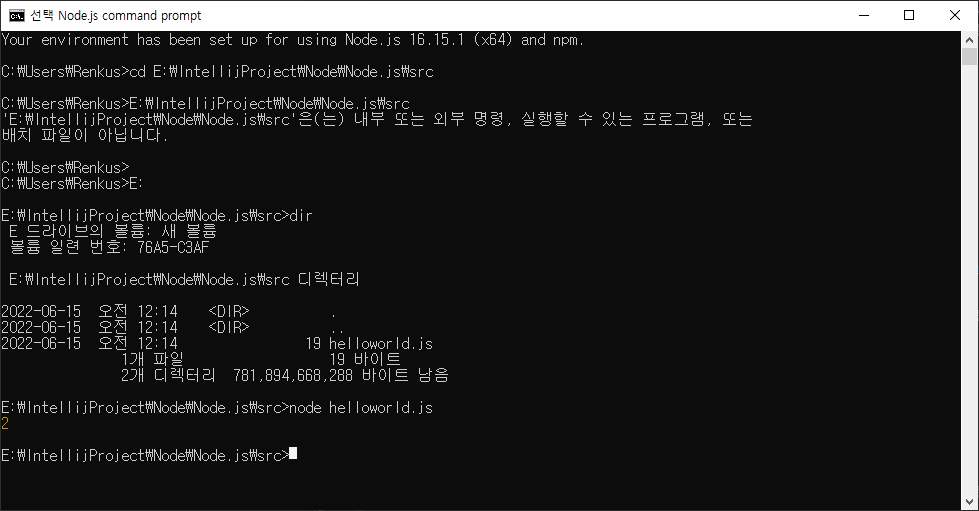 선택 Node.js command prompt
Your environment has been set up for using Node.js 16.15.1 (x64) and npm.
C:₩Users₩Renkus>cd E:₩IntellijProject₩Node₩Node.js₩src
C:₩Users₩Renkus>E:₩IntellijProject₩Node₩Node.js₩src
'E:₩IntellijProject₩Node₩Node.js₩src'은(는) 내부 또는 외부 명령, 실행할 수 있는 프로그램, 또는
배치 파일이 아닙니다.
C:₩Users₩Renkus>
C:₩Users₩Renkus>E:
E:₩IntellijProject₩Node₩Node.js₩src>dir
E 드라이브의 볼륨: 새 볼륨
볼륨 일련 번호: 76A5-C3AF
E:₩IntellijProject₩Node₩Node.js₩src 디렉터리
2022-06-15  오전 12:14    <DIR>          .
2022-06-15  오전 12:14    <DIR>          ..
2022-06-15  오전 12:14                19 helloworld.js
1개 파일                  19 바이트
2개 디렉터리  781,894,668,288 바이트 남음
E:₩IntellijProject₩Node₩Node.js₩src>node helloworld.js
2
E:₩IntellijProject₩Node₩Node.js₩src>